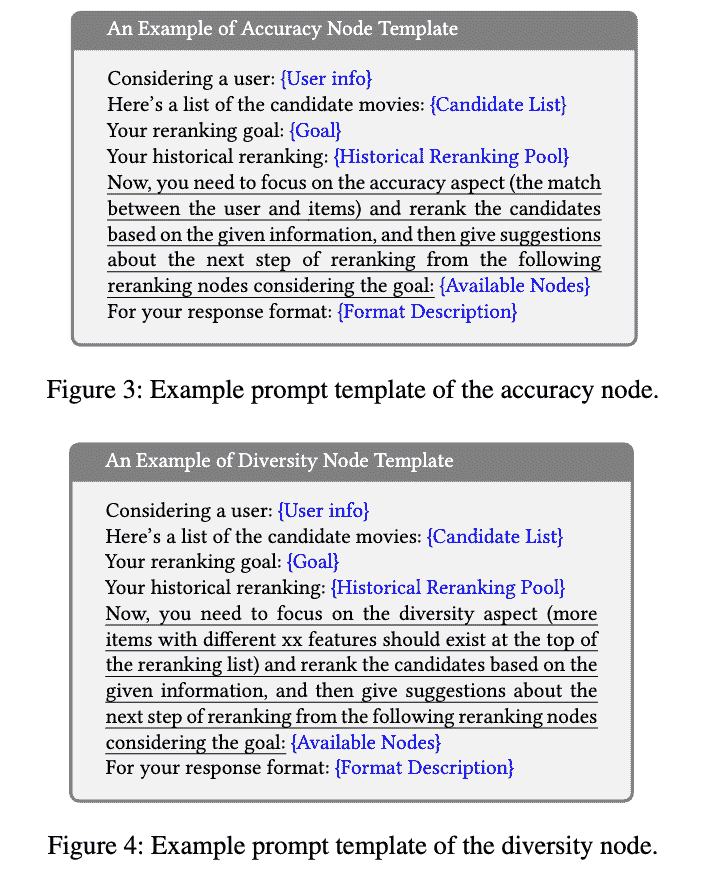 An Example of Accuracy Node Template
Considering a user: {User info}
Here's a list of the candidate movies: {Candidate List}
Your reranking goal: {Goal}
Your historical reranking: {Historical Reranking Pool}
Now, you need to focus on the accuracy aspect (the match
between the user and items) and rerank the candidates
based on the given information, and then give suggestions
about the next step of reranking from the following
reranking nodes considering the goal: {Available Nodes}
For your response format: {Format Description}
Figure 3: Example prompt template of the accuracy node.
An Example of Diversity Node Template
Considering a user: {User info}
Here's a list of the candidate movies: {Candidate List}
Your reranking goal: {Goal}
Your historical reranking: {Historical Reranking Pool}
Now, you need to focus on the diversity aspect (more
items with different xx features should exist at the top of
the reranking list) and rerank the candidates based on the
given information, and then give suggestions about the
next step of reranking from the following reranking nodes
considering the goal: {Available Nodes}
For your response format: {Format Description}
Figure 4: Example prompt template of the diversity node.